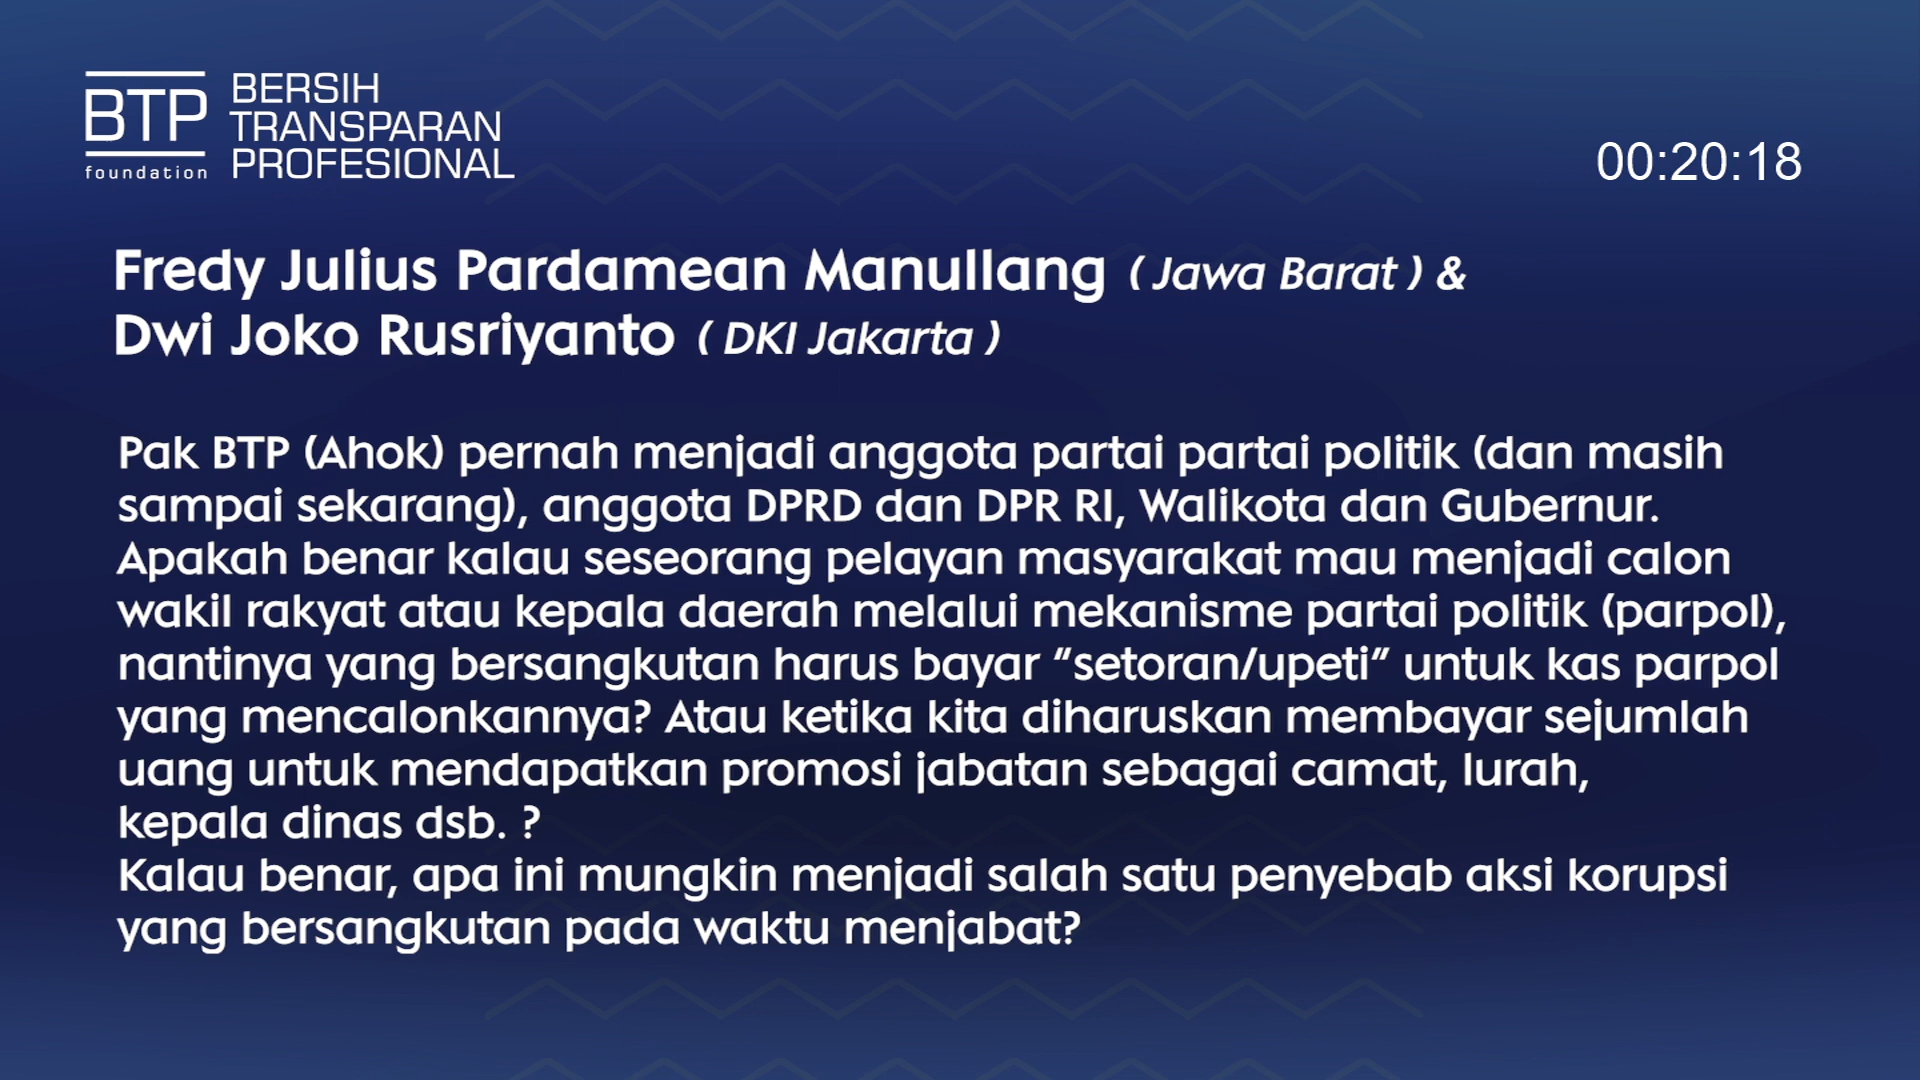 BTP
foundation
BERSIH
TRANSPARAN
PROFESIONAL
00:20:18
Fredy Julius Pardamean Manullang ( Jawa Barat ) &
Dwi Joko Rusriyanto ( DKI Jakarta )
Pak BTP (Ahok) pernah menjadi anggota partai partai politik (dan masih
sampai sekarang), anggota DPRD dan DPR RI, Walikota dan Gubernur.
Apakah benar kalau seseorang pelayan masyarakat mau menjadi calon
wakil rakyat atau kepala daerah melalui mekanisme partai politik (parpol),
nantinya yang bersangkutan harus bayar "setoran/upeti" untuk kas parpol
yang mencalonkannya? Atau ketika kita diharuskan membayar sejumlah
uang untuk mendapatkan promosi jabatan sebagai camat, lurah,
kepala dinas dsb. ?
Kalau benar, apa ini mungkin menjadi salah satu penyebab aksi korupsi
yang bersangkutan pada waktu menjabat?